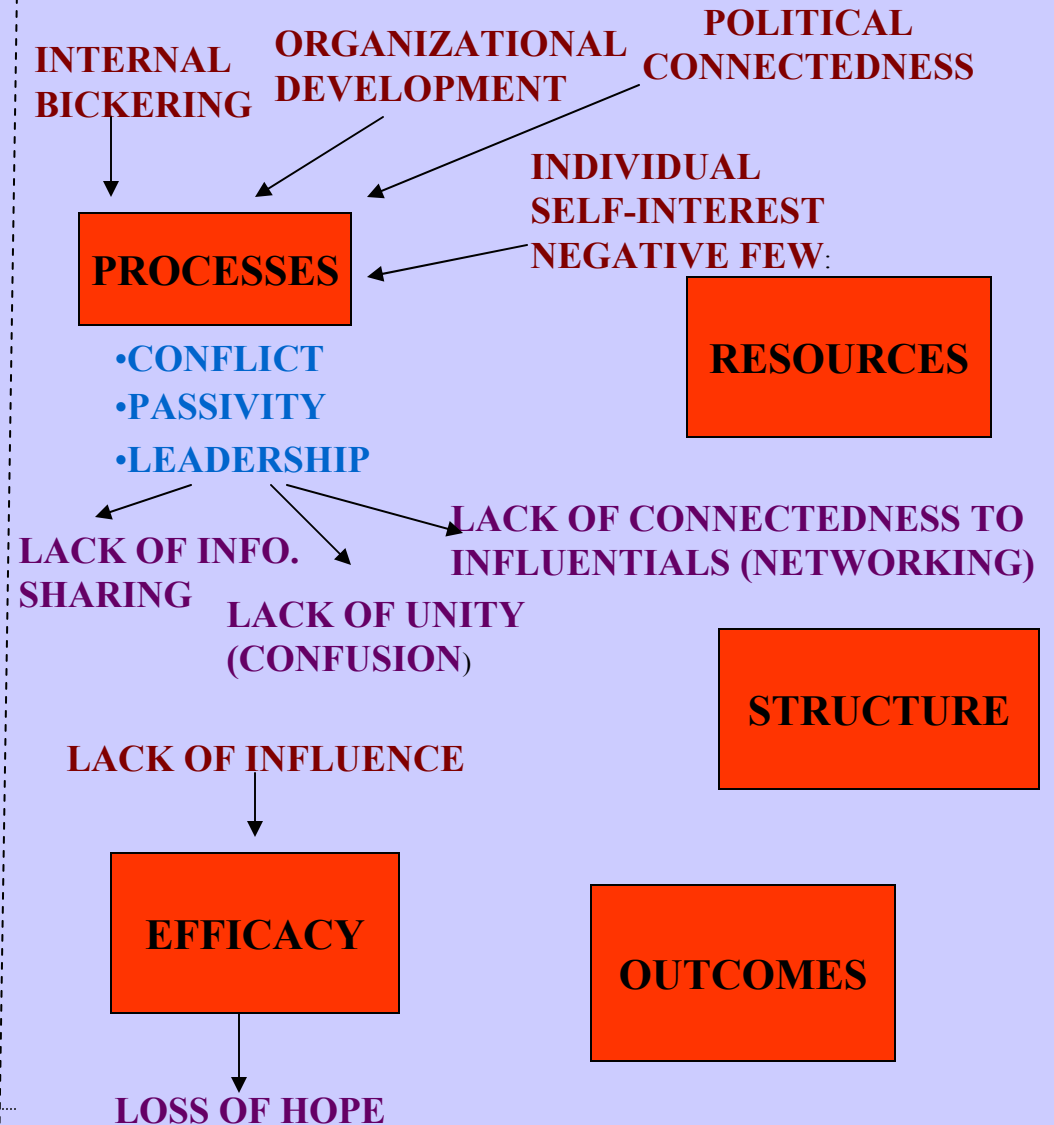 INTERNAL
BICKERING
ORGANIZATIONAL
DEVELOPMENT
POLITICAL
CONNECTEDNESS
INDIVIDUAL
SELF-INTEREST
NEGATIVE FEW:
PROCESSES
RESOURCES
•CONFLICT
•PASSIVITY
•LEADERSHIP
LACK OF INFO.
SHARING
LACK OF UNITY
(CONFUSION)
LACK OF CONNECTEDNESS TO
INFLUENTIALS (NETWORKING)
STRUCTURE
LACK OF INFLUENCE
EFFICACY
OUTCOMES
LOSS OF HOPE